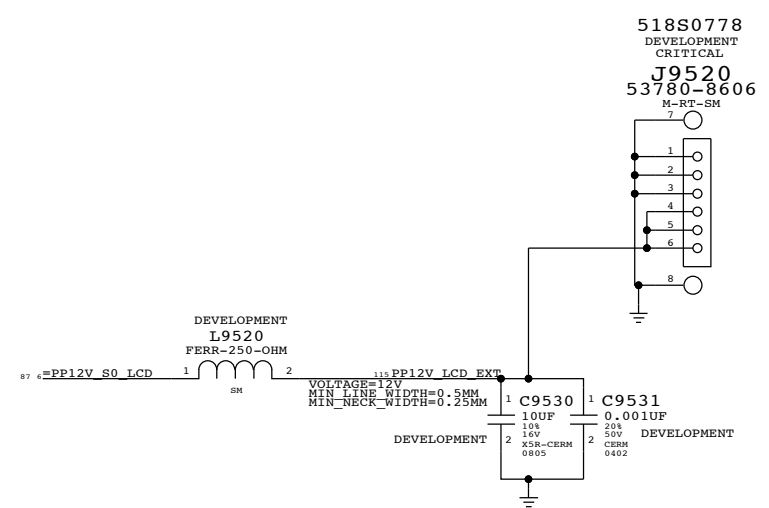 518S0778
DEVELOPMENT
CRITICAL
J9520
53780-8606
M-RT-SM
7
1
2
3
4
5
6
8
DEVELOPMENT
L9520
FERR-250-OHM
87 6 =PP12V_S0_LCD
1
2
SM
115 PP12V_LCD_EXT
VOLTAGE=12V
MIN_LINE_WIDTH=0.5MM
MIN_NECK_WIDTH=0.25MM
1
C9530
10UF
10%
16V
X5R-CERM
0805
2
DEVELOPMENT
1
C9531
0.001UF
20%
50V
CERM
0402
2
DEVELOPMENT